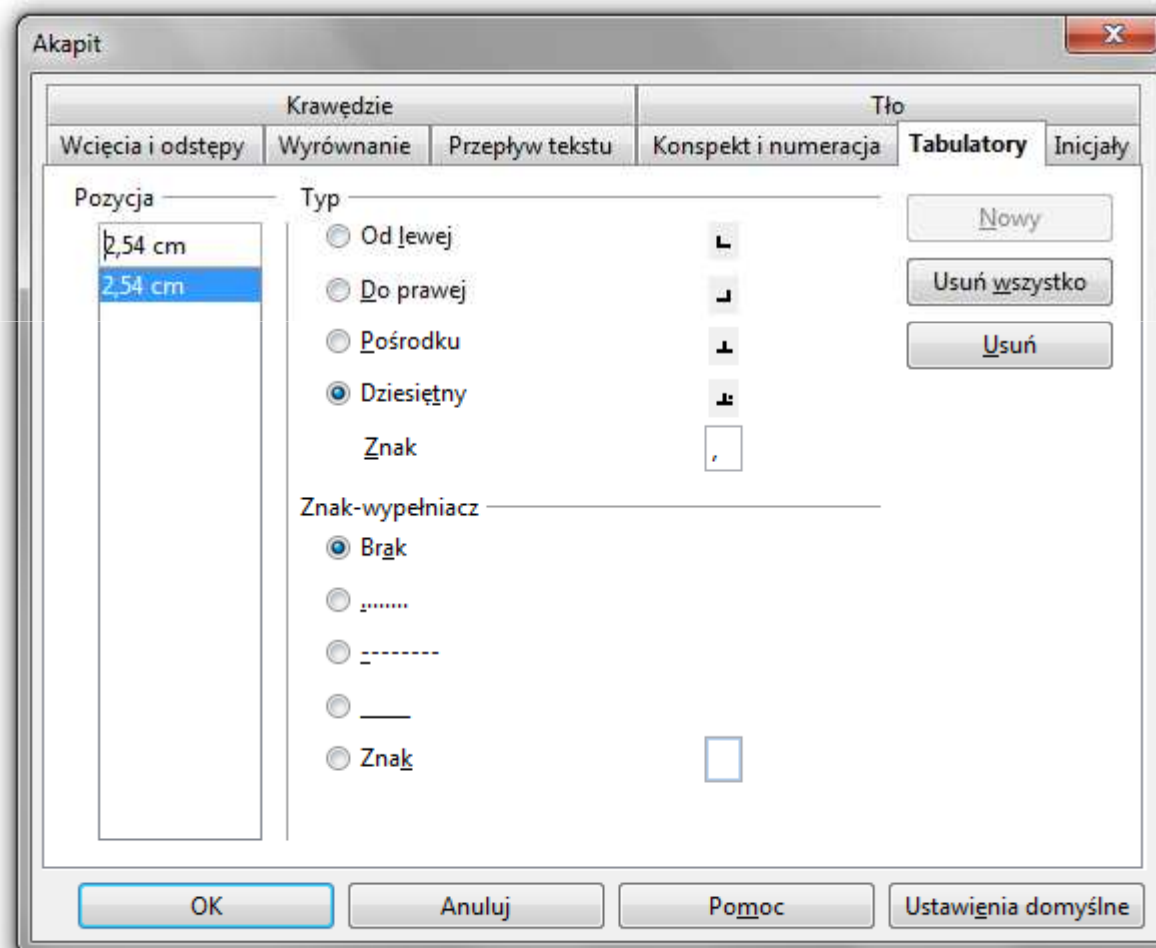 Akapit
Krawędzie Tło
Wcięcia i odstępy Wyrównanie Przepływ tekstu Konspekt i numeracja Tabulatory Inicjały
Pozycja Typ
2,54 cm Od lewej Nowy
2,54 cm Do prawej Usuń wszystko
Pośrodku Usuń
Dziesiętny
Znak ,
Znak-wypełniacz
Brak
........
--------
____
Znak
OK Anuluj Pomoc Ustawienia domyślne